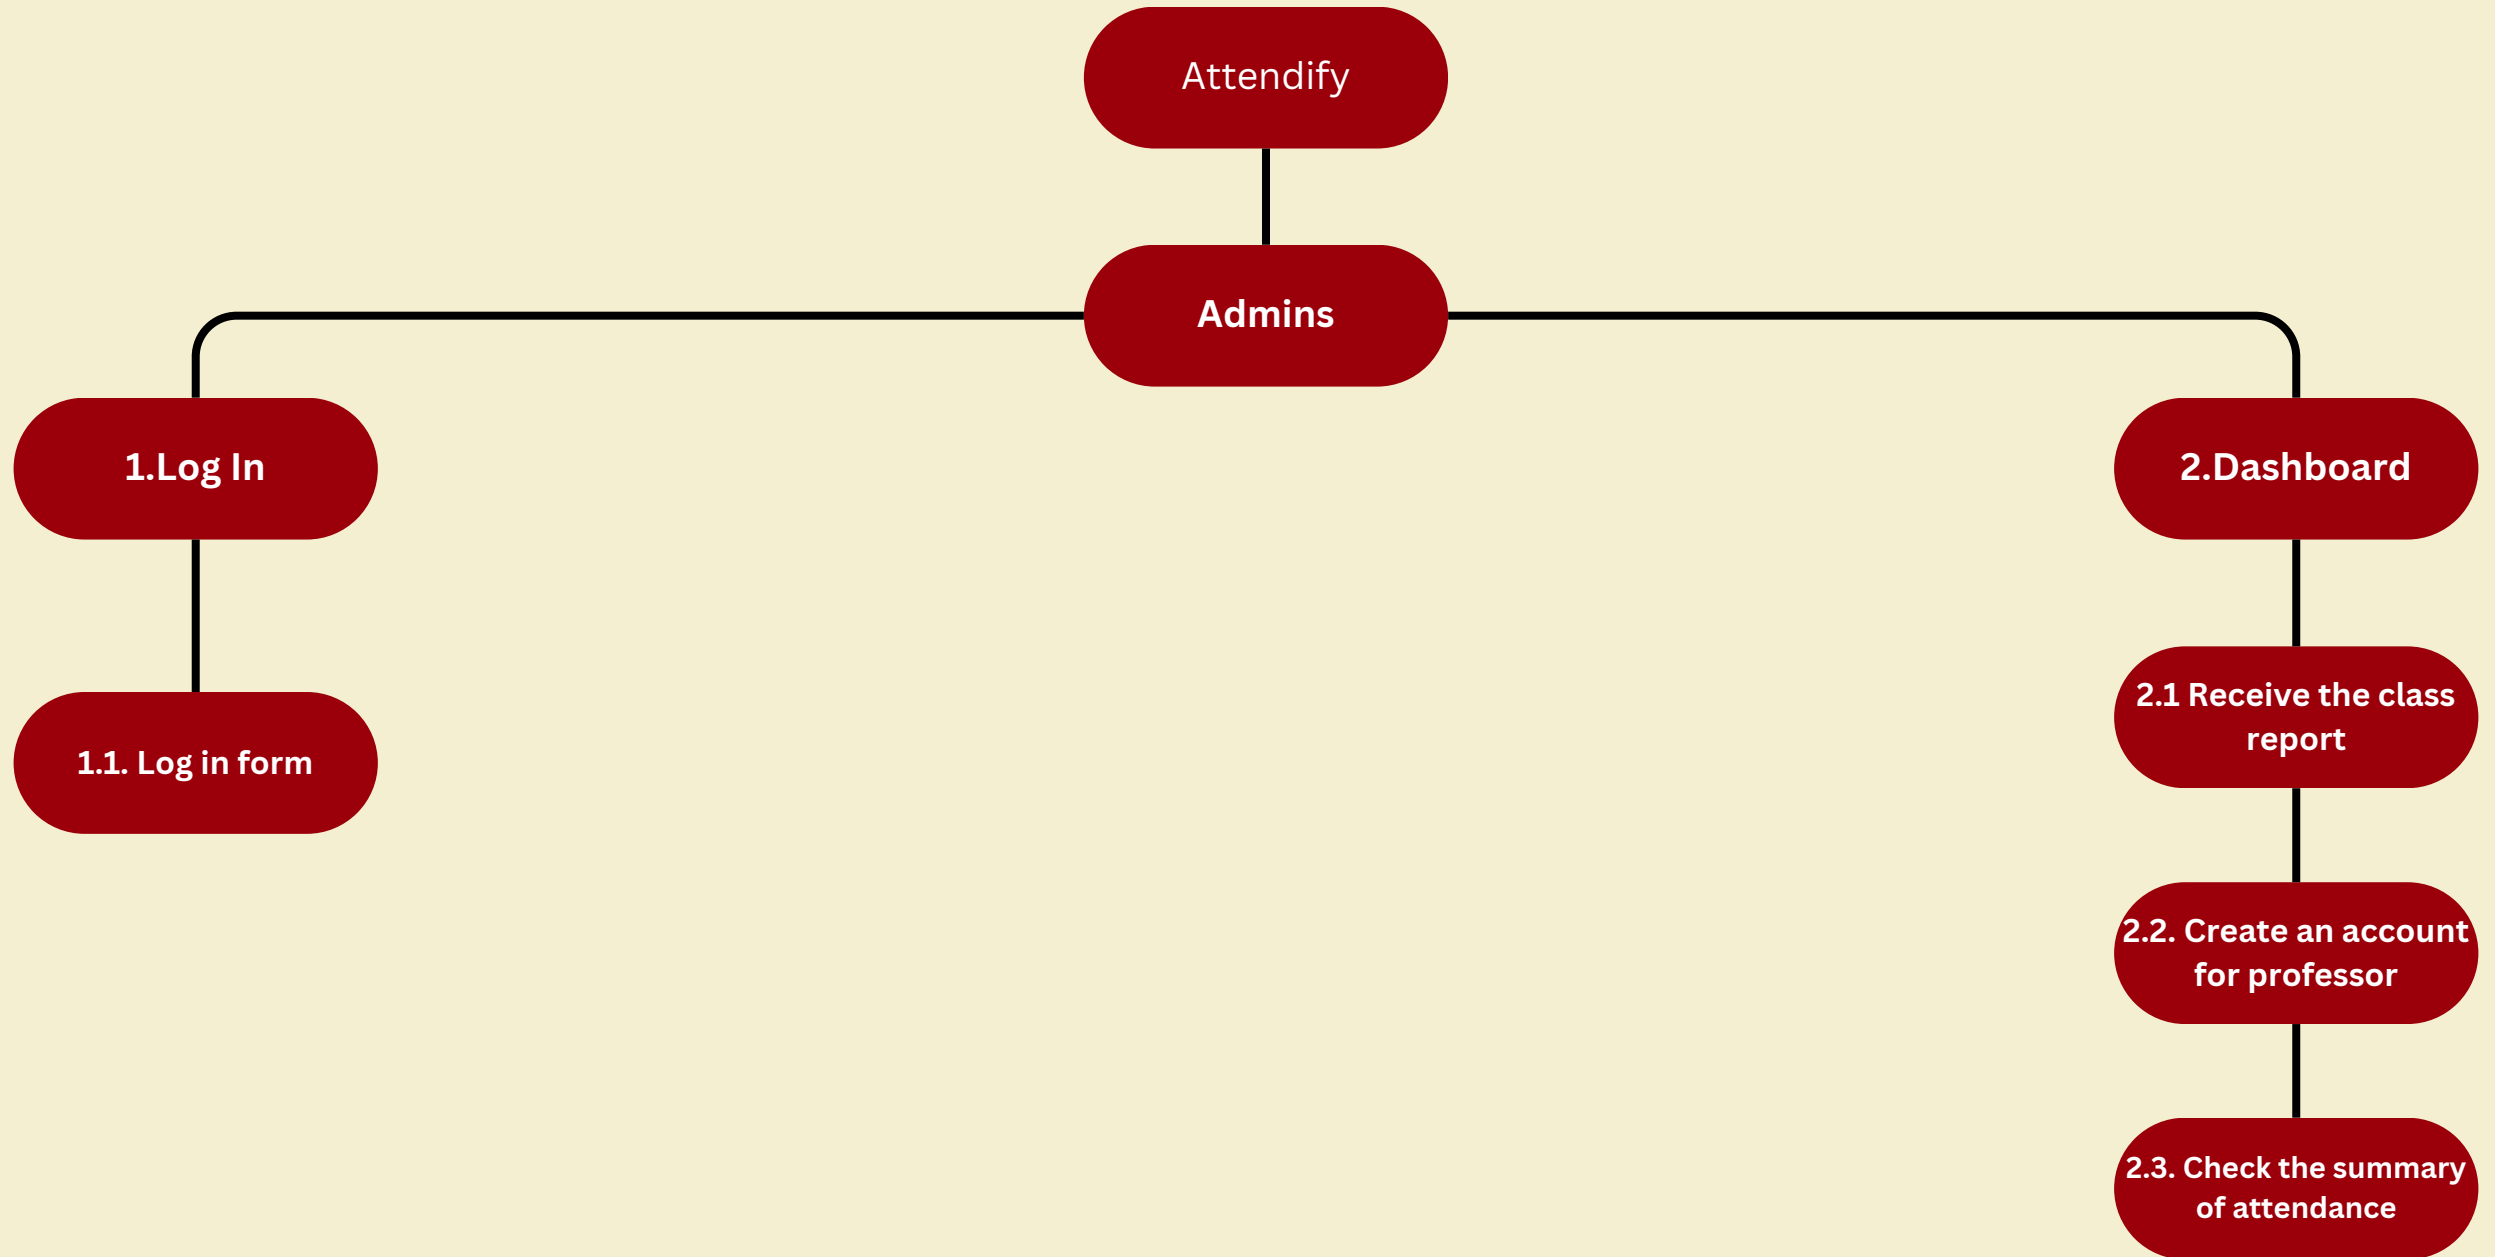 Attendify
Admins
1.Log In
2.Dashboard
1.1. Log in form
2.1 Receive the class
report
2.2. Create an account
for professor
2.3. Check the summary
of attendance